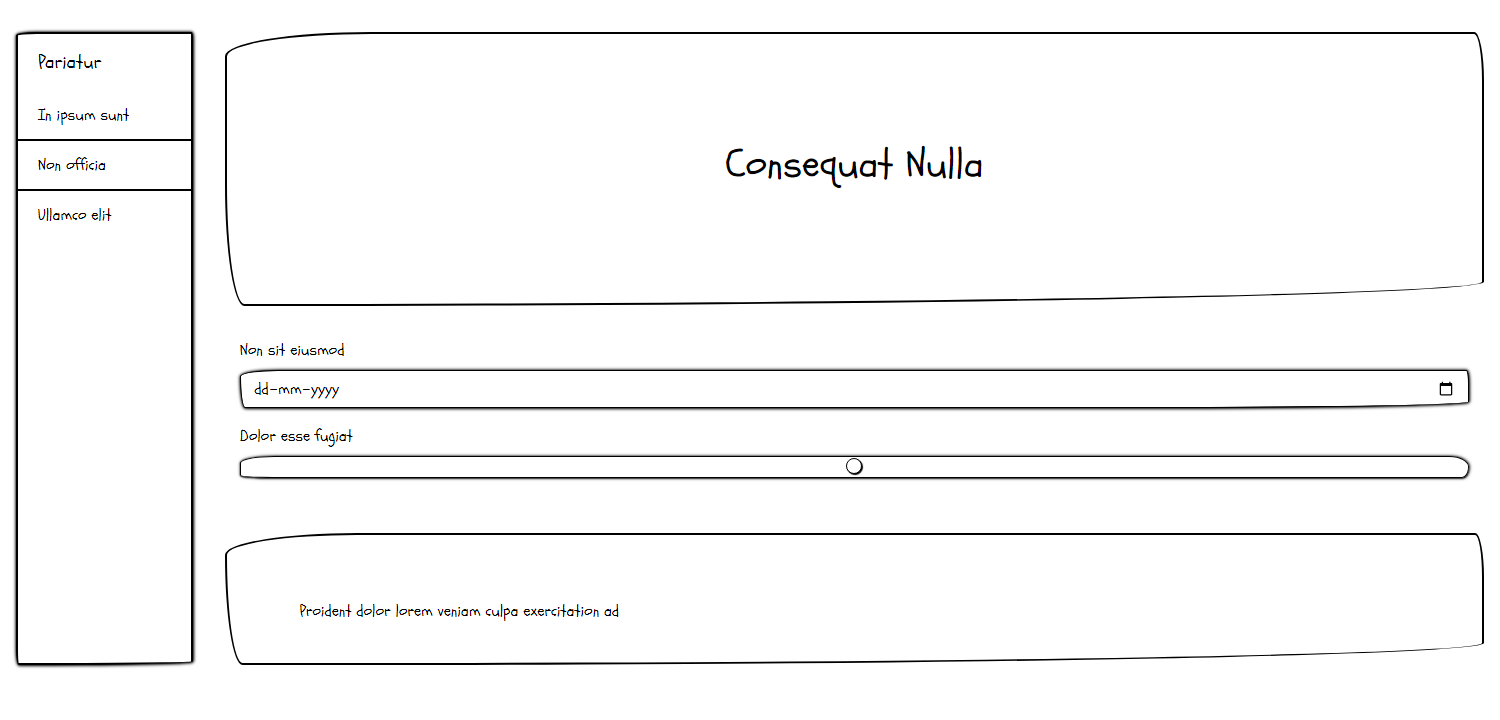 Pariatur
In ipsum sunt
Non officia
Ullamco elit
Consequat Nulla
Non sit eiusmod
dd-mm-yyyy
Dolor esse fugiat
Proident dolor lorem veniam culpa exercitation ad